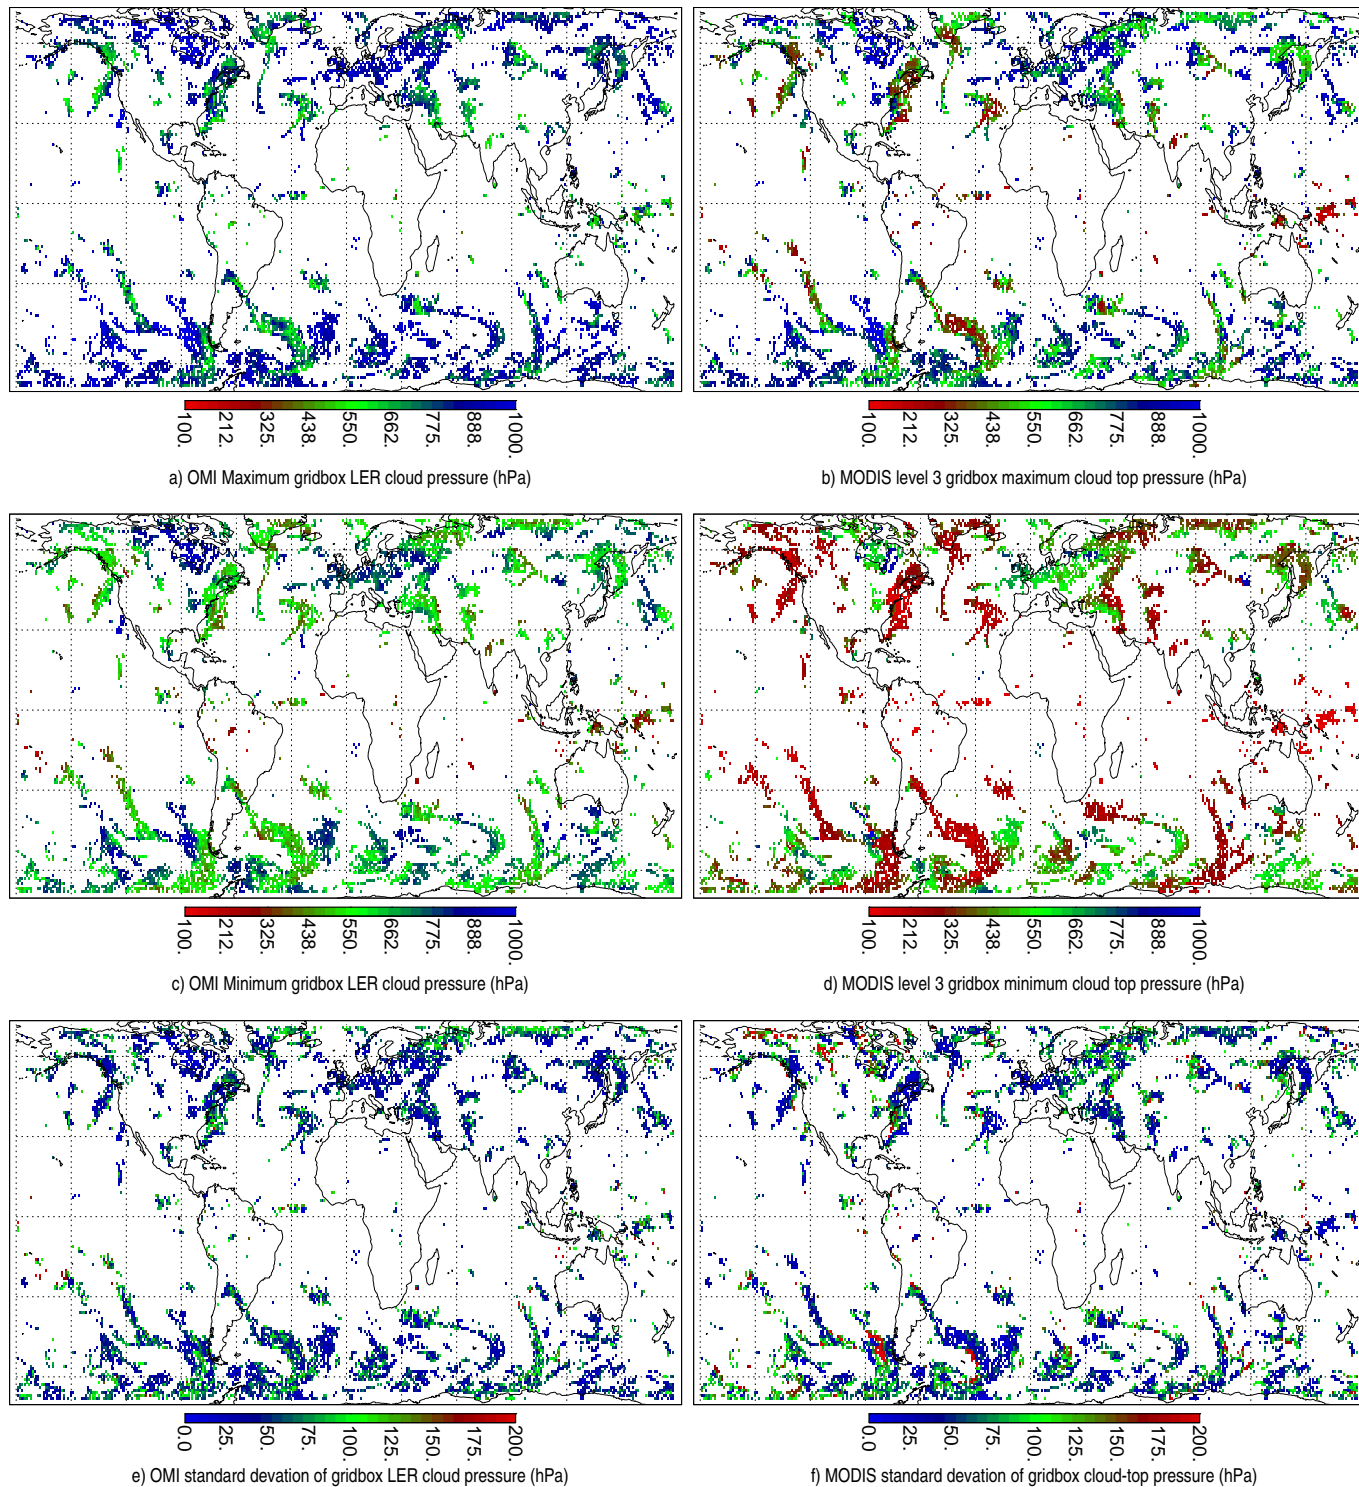 100. 212. 325. 438. 550. 662. 775. 888. 1000.
a) OMI Maximum gridbox LER cloud pressure (hPa)
100. 212. 325. 438. 550. 662. 775. 888. 1000.
b) MODIS level 3 gridbox maximum cloud top pressure (hPa)
100. 212. 325. 438. 550. 662. 775. 888. 1000.
c) OMI Minimum gridbox LER cloud pressure (hPa)
100. 212. 325. 438. 550. 662. 775. 888. 1000.
d) MODIS level 3 gridbox minimum cloud top pressure (hPa)
0.0 25. 50. 75. 100. 125. 150. 175. 200.
e) OMI standard devation of gridbox LER cloud pressure (hPa)
0.0 25. 50. 75. 100. 125. 150. 175. 200.
f) MODIS standard devation of gridbox cloud-top pressure (hPa)